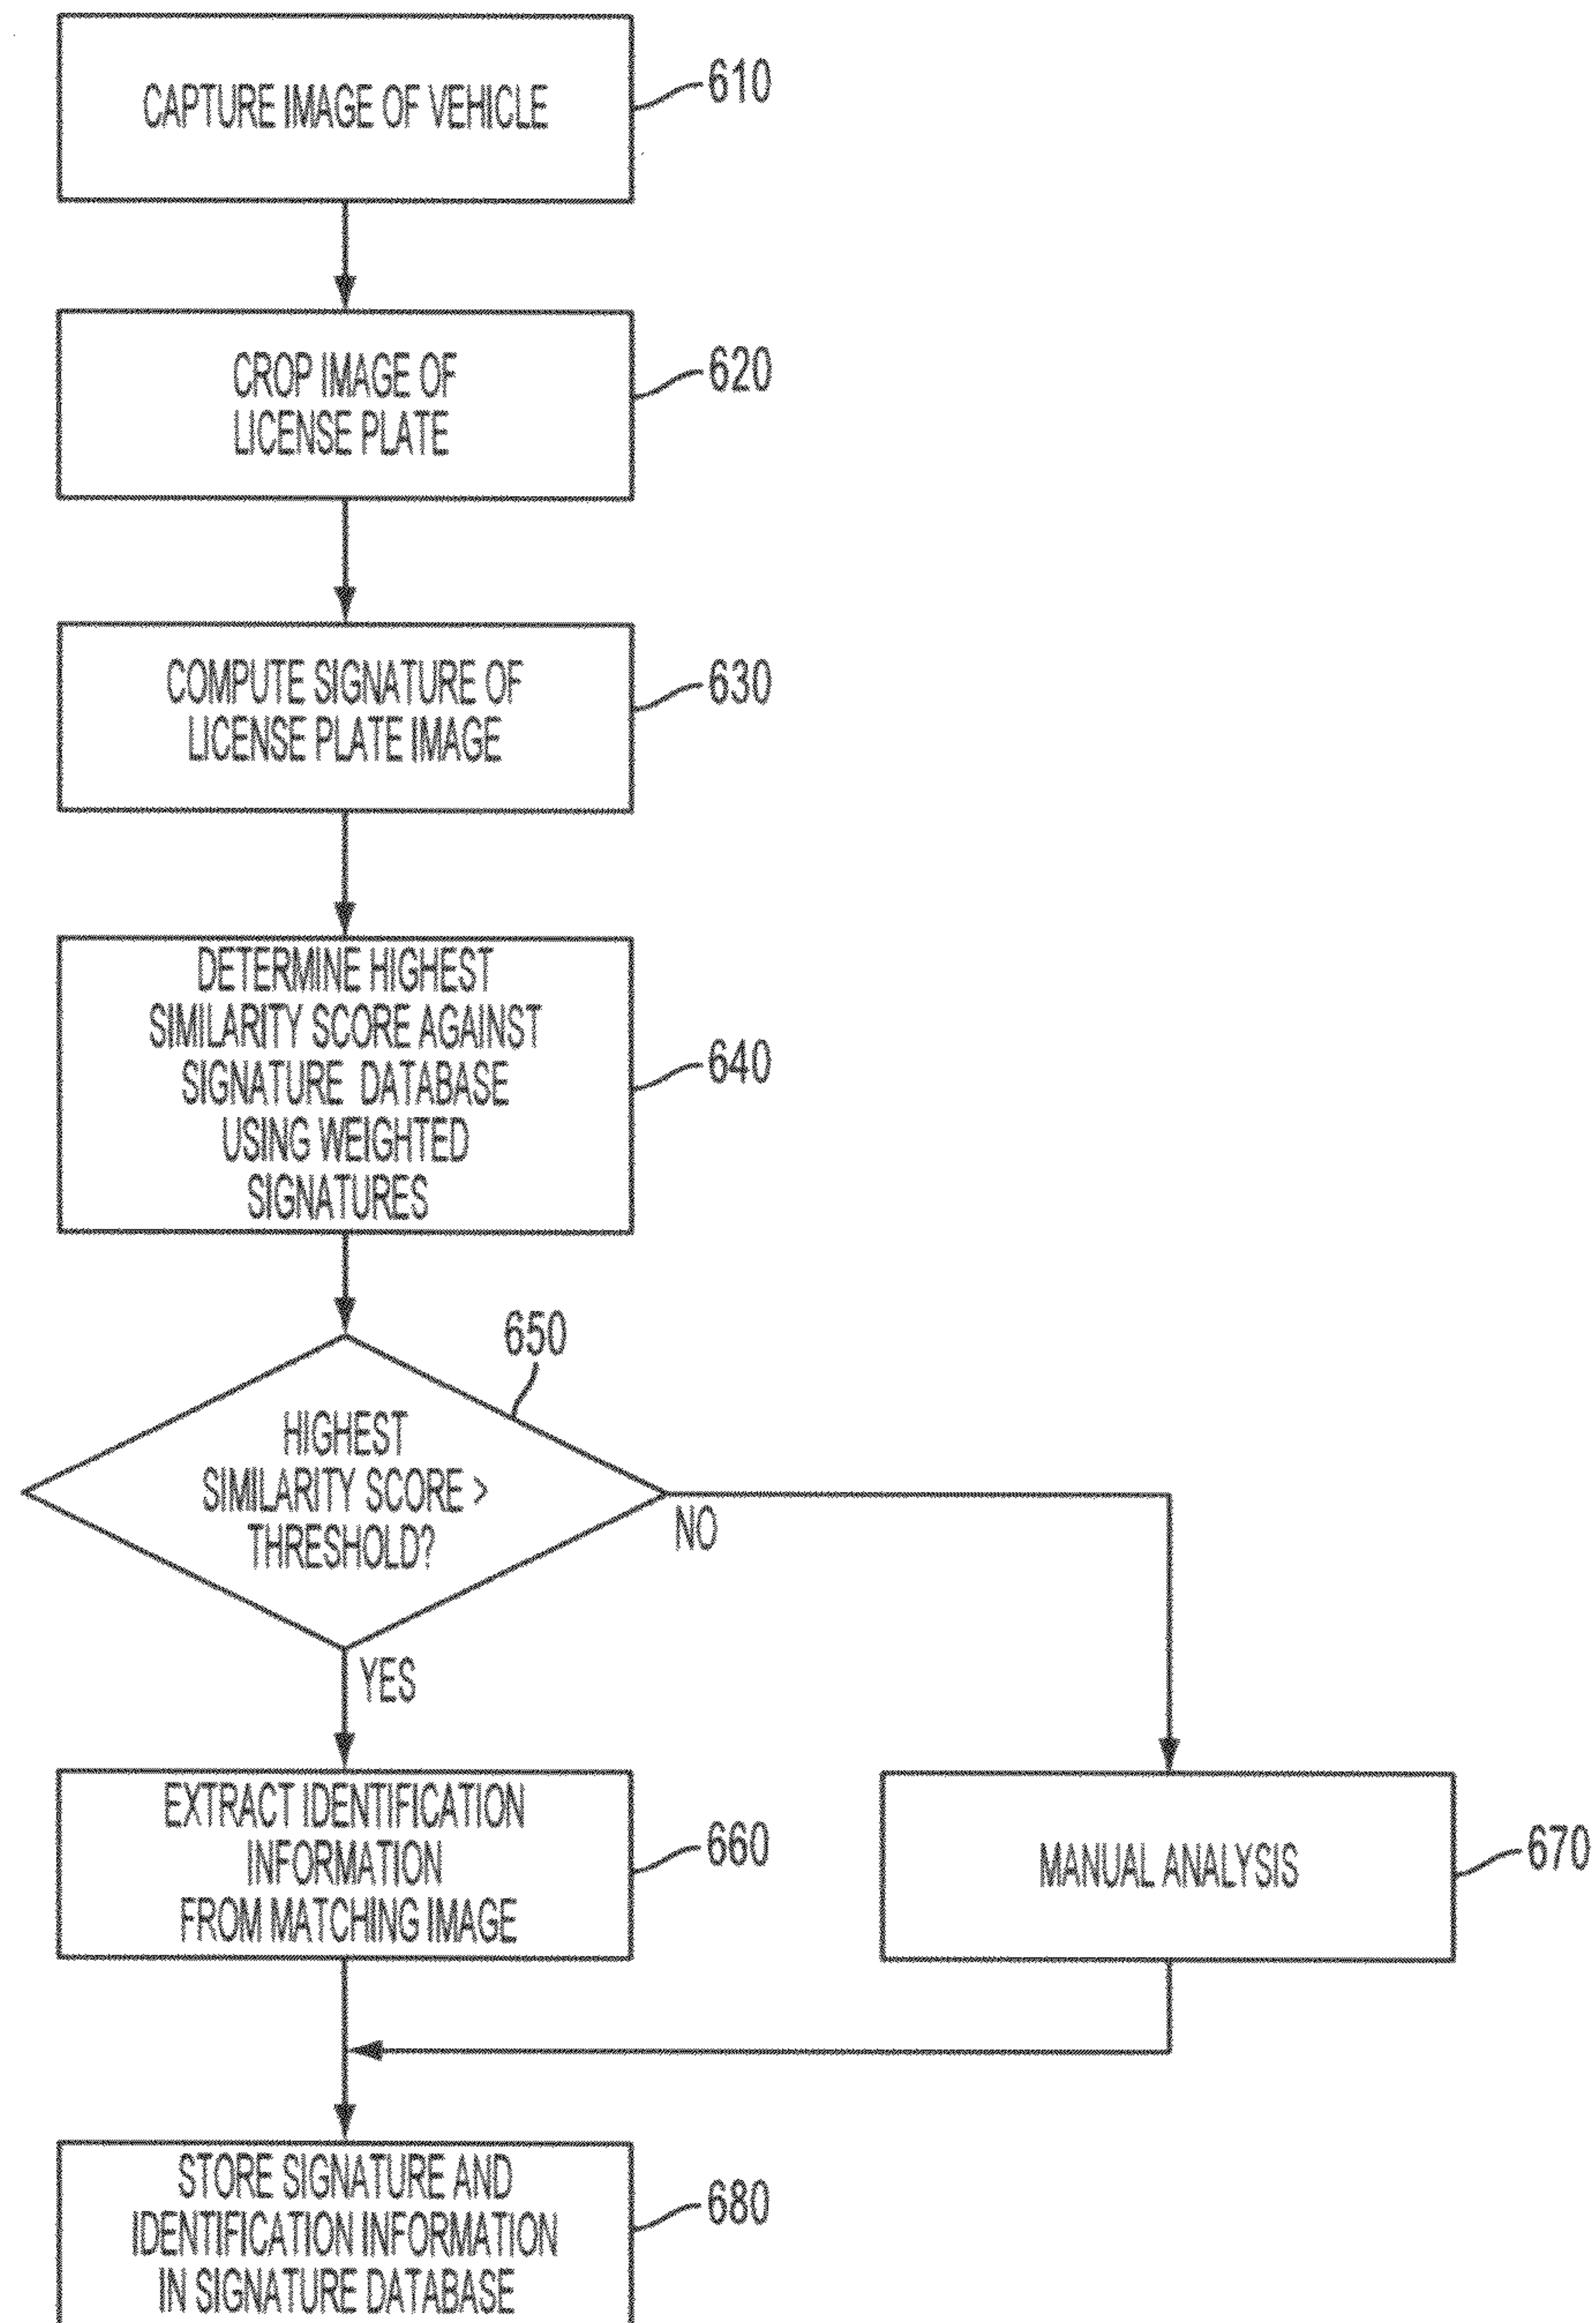 CAPTURE IMAGE OF VEHICLE
610
CROP IMAGE OF
LICENSE PLATE
620
COMPUTE SIGNATURE OF
LICENSE PLATE IMAGE
630
DETERMINE HIGHEST
SIMILARITY SCORE AGAINST
SIGNATURE DATABASE
USING WEIGHTED
SIGNATURES
640
650
HIGHEST
SIMILARITY SCORE >
THRESHOLD?
NO
YES
EXTRACT IDENTIFICATION
INFORMATION
FROM MATCHING IMAGE
660
MANUAL ANALYSIS
670
STORE SIGNATURE AND
IDENTIFICATION INFORMATION
IN SIGNATURE DATABASE
680